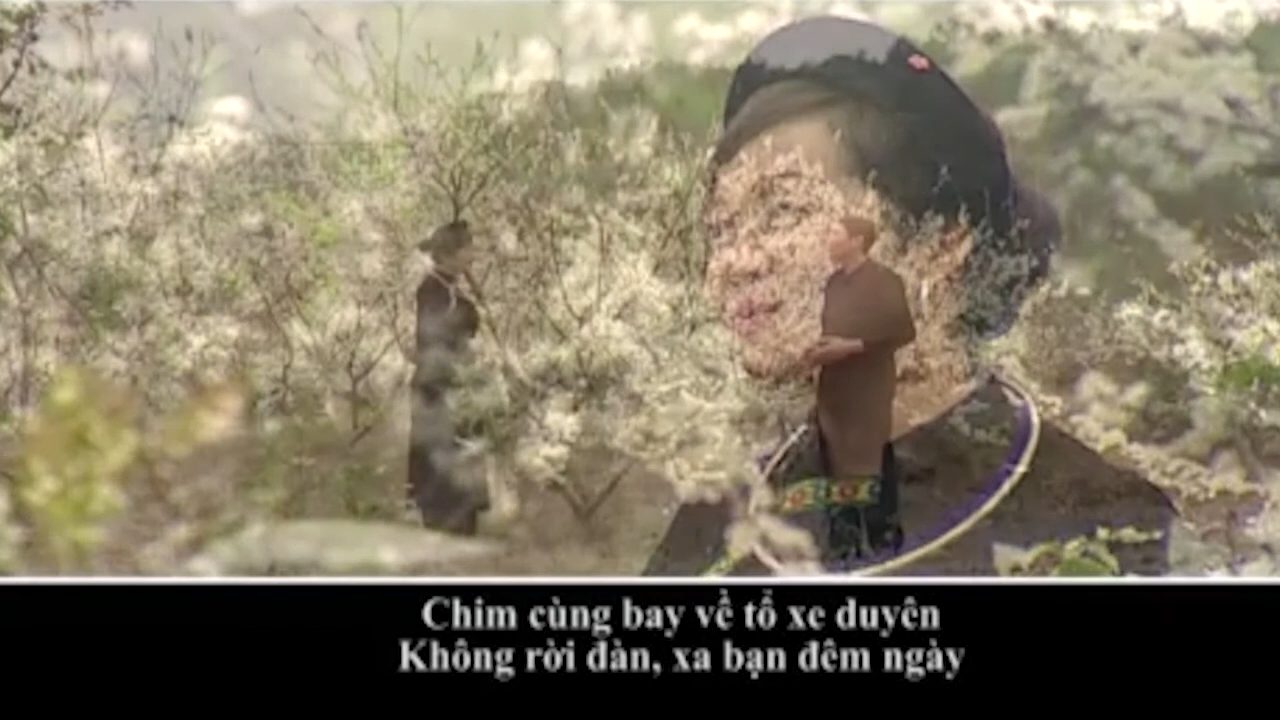 Chim cùng bay về tổ xe duyên
Không rời đàn, xa bạn đêm ngày